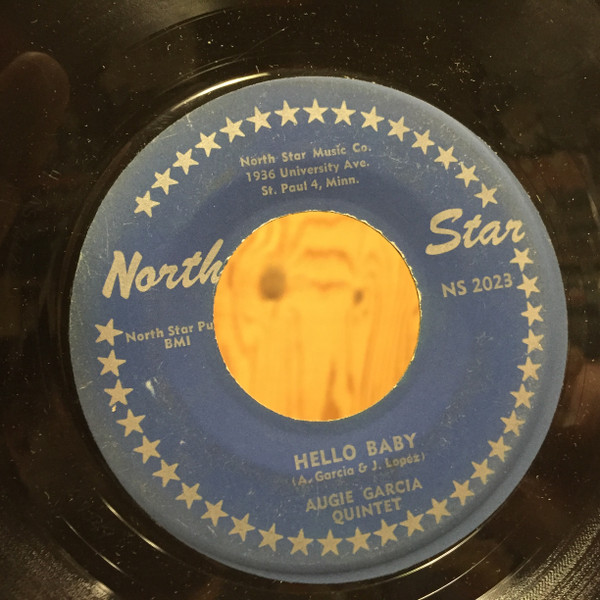 North Star Music Co.
1936 University Ave.
St. Paul 4, Minn.
North Star
NS 2023
North Star Pu
BMI
HELLO BABY
(A. Garcia & J. Lopez)
AUGIE GARCIA
QUINTET